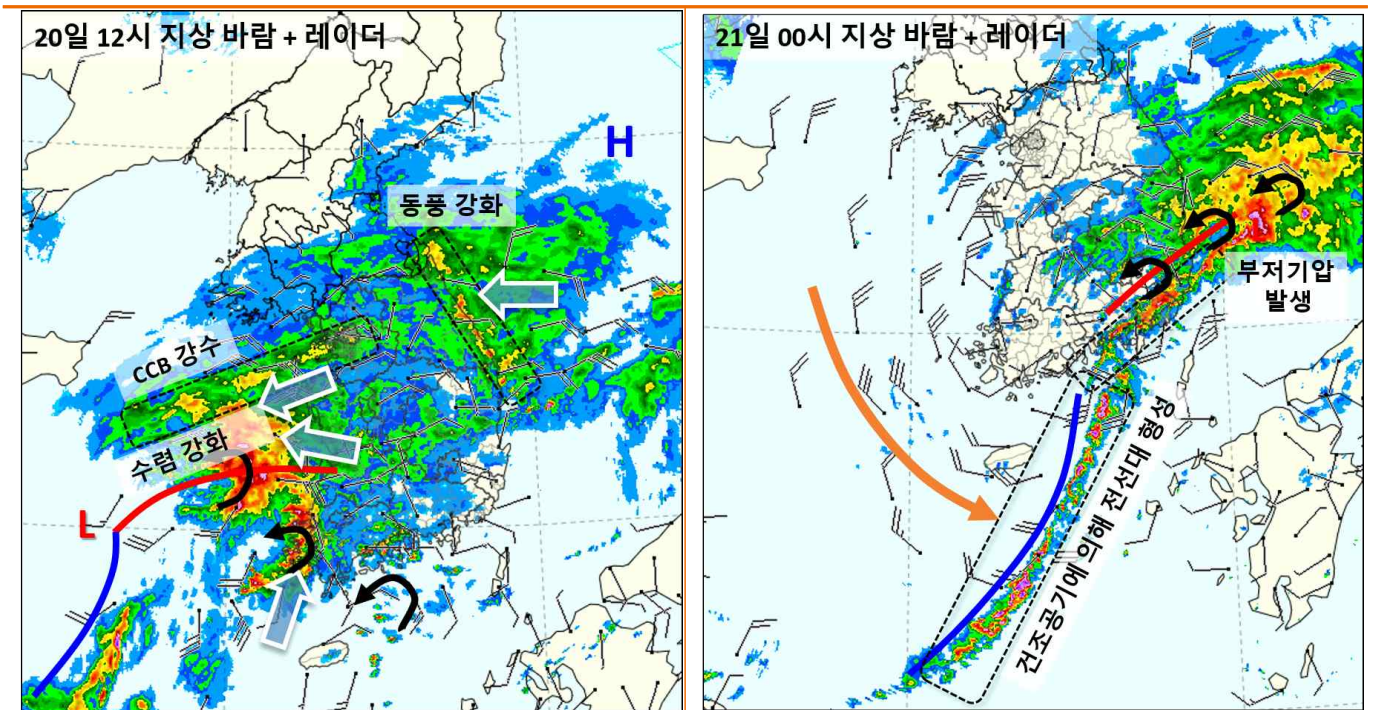 20일 12시 지상 바람 + 레이더
H
동풍 강화
CCB 강수
수렴 강화
L
21일 00시 지상 바람 + 레이더
부저기압
발생
건조공기에 의해 전선대 형성